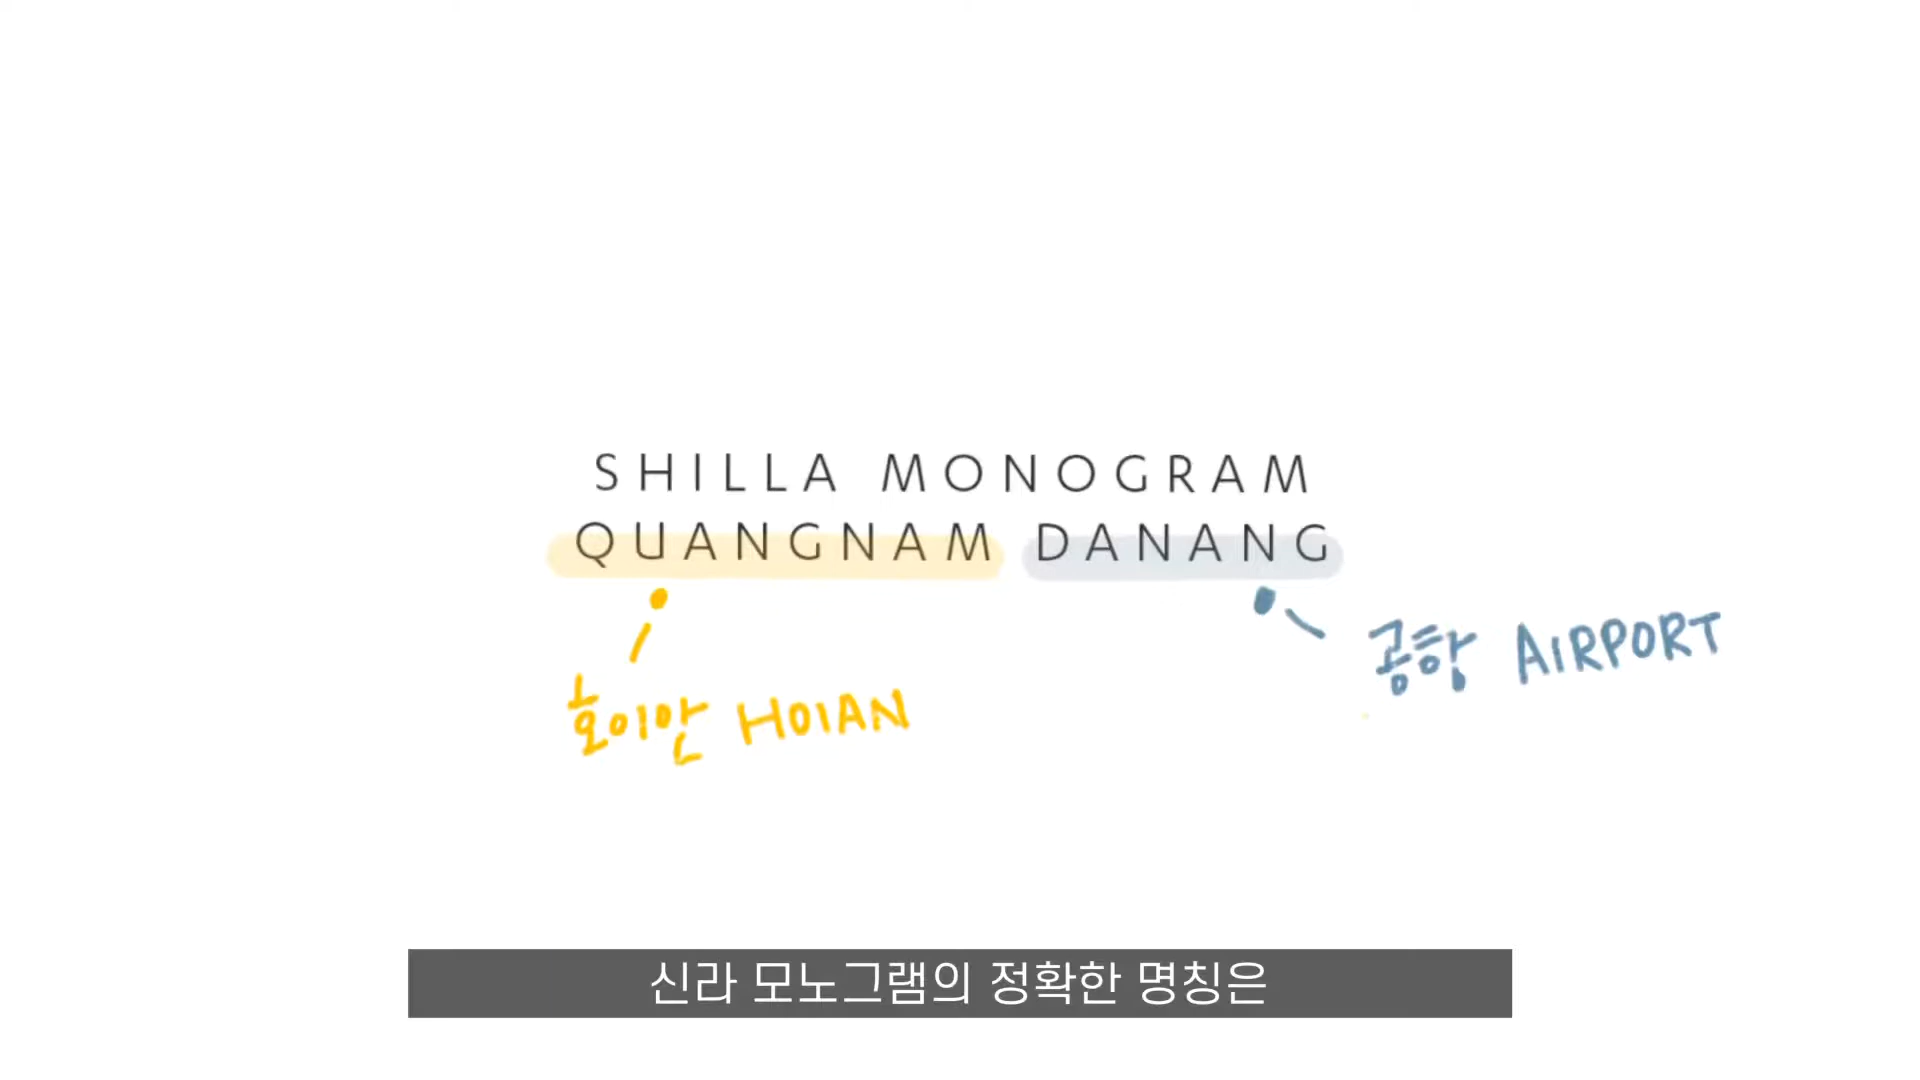 SHILLA MONOGRAM
QUANGNAM DANANG
공항 AIRPORT
호이안 HOIAN
신라 모노그램의 정확한 명칭은